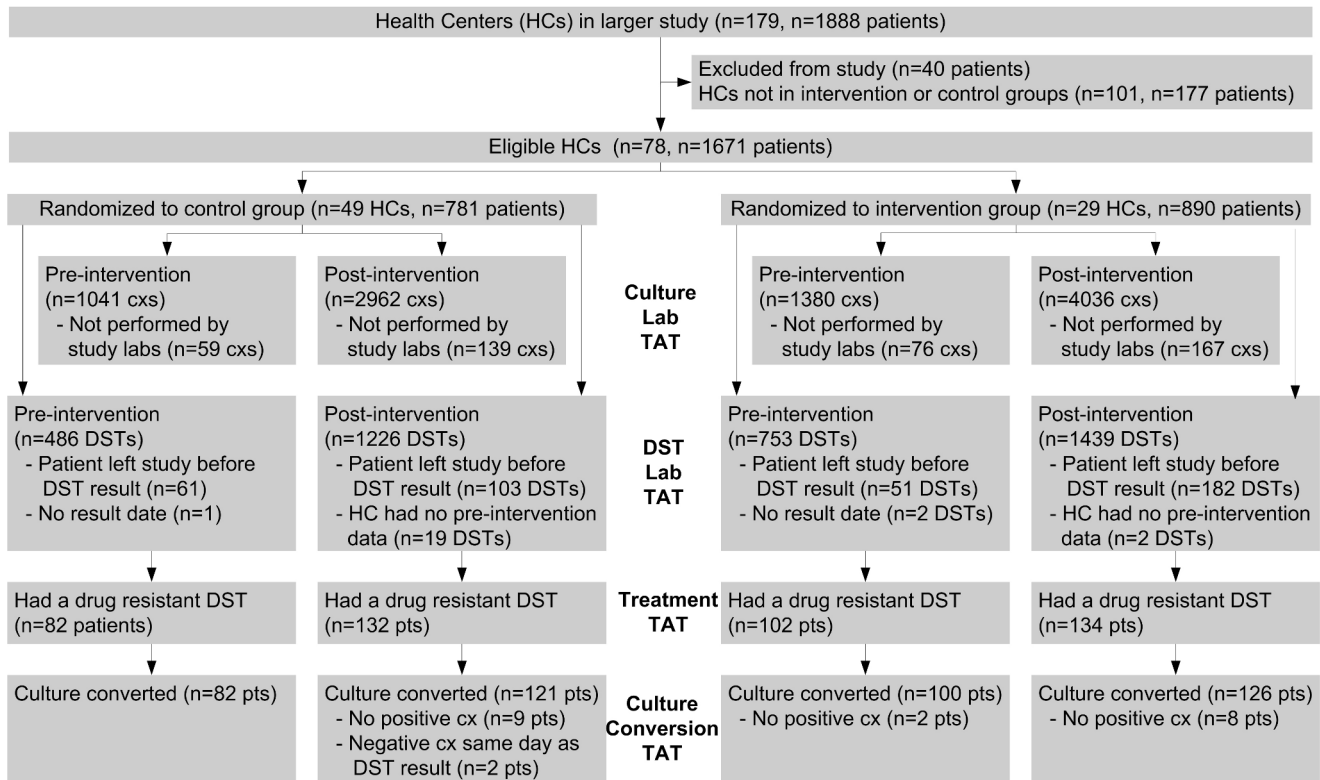 Health Centers (HCs) in larger study (n=179, n=1888 patients)
Excluded from study (n=40 patients)
HCs not in intervention or control groups (n=101, n=177 patients)
Eligible HCs (n=78, n=1671 patients)
Randomized to control group (n=49 HCs, n=781 patients)
Randomized to intervention group (n=29 HCs, n=890 patients)
Pre-intervention
(n=1041 cxs)
- Not performed by
study labs (n=59 cxs)
Post-intervention
(n=2962 cxs)
- Not performed by
study labs (n=139 cxs)
Culture
Lab
TAT
Pre-intervention
(n=1380 cxs)
- Not performed by
study labs (n=76 cxs)
Post-intervention
(n=4036 cxs)
- Not performed by
study labs (n=167 cxs)
Pre-intervention
(n=486 DSTs)
- Patient left study before
DST result (n=61)
- No result date (n=1)
Post-intervention
(n=1226 DSTs)
- Patient left study before
DST result (n=103 DSTs)
- HC had no pre-intervention
data (n=19 DSTs)
DST
Lab
TAT
Pre-intervention
(n=753 DSTs)
- Patient left study before
DST result (n=51 DSTs)
- No result date (n=2 DSTs)
Post-intervention
(n=1439 DSTs)
- Patient left study before
DST result (n=182 DSTs)
- HC had no pre-intervention
data (n=2 DSTs)
Had a drug resistant DST
(n=82 patients)
Had a drug resistant DST
(n=132 pts)
Treatment
TAT
Had a drug resistant DST
(n=102 pts)
Had a drug resistant DST
(n=134 pts)
Culture converted (n=82 pts)
Culture converted (n=121 pts)
- No positive cx (n=9 pts)
- Negative cx same day as
DST result (n=2 pts)
Culture
Conversion
TAT
Culture converted (n=100 pts)
- No positive cx (n=2 pts)
Culture converted (n=126 pts)
- No positive cx (n=8 pts)